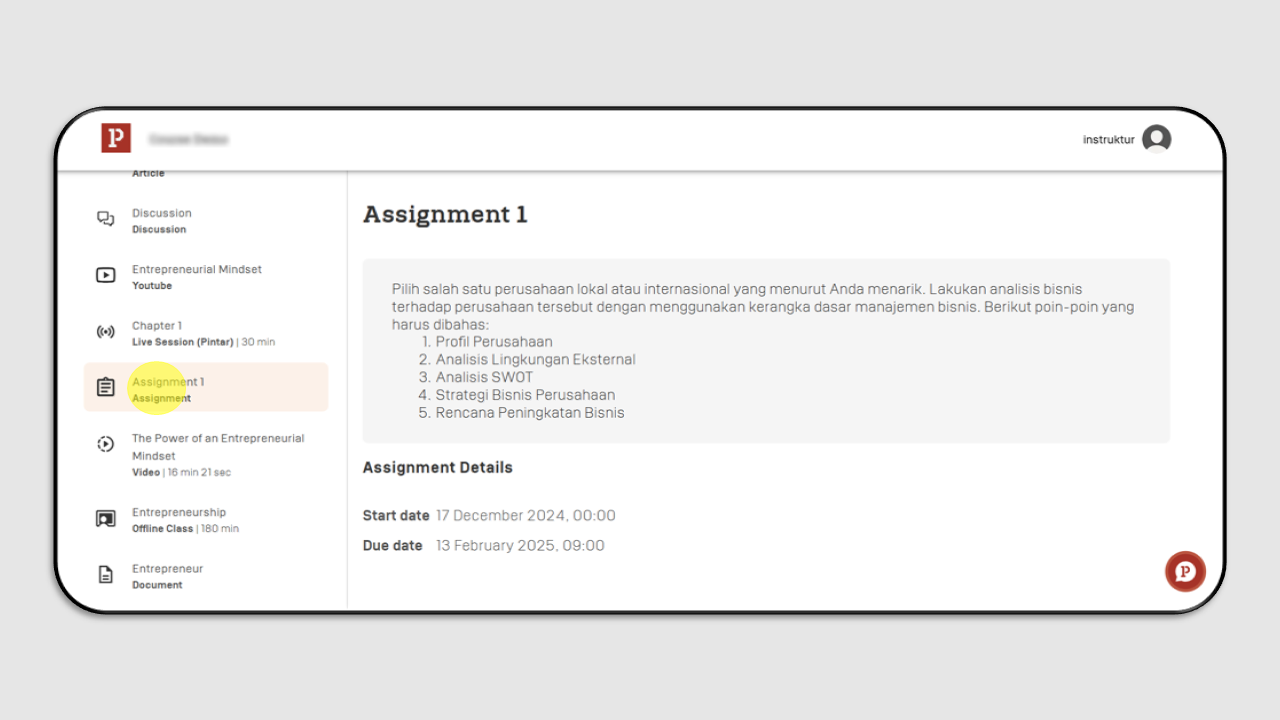 P
instruktur
Article
Discussion
Discussion
Entrepreneurial Mindset
Youtube
Chapter 1
Live Session (Pintar) | 30 min
Assignment 1
Assignment
The Power of an Entrepreneurial
Mindset
Video | 16 min 21 sec
Entrepreneurship
Offline Class | 180 min
Entrepreneur
Document
Assignment 1
Pilih salah satu perusahaan lokal atau internasional yang menurut Anda menarik. Lakukan analisis bisnis
terhadap perusahaan tersebut dengan menggunakan kerangka dasar manajemen bisnis. Berikut poin-poin yang
harus dibahas:
1. Profil Perusahaan
2. Analisis Lingkungan Eksternal
3. Analisis SWOT
4. Strategi Bisnis Perusahaan
5. Rencana Peningkatan Bisnis
Assignment Details
Start date 17 December 2024, 00:00
Due date 13 February 2025, 09:00
P